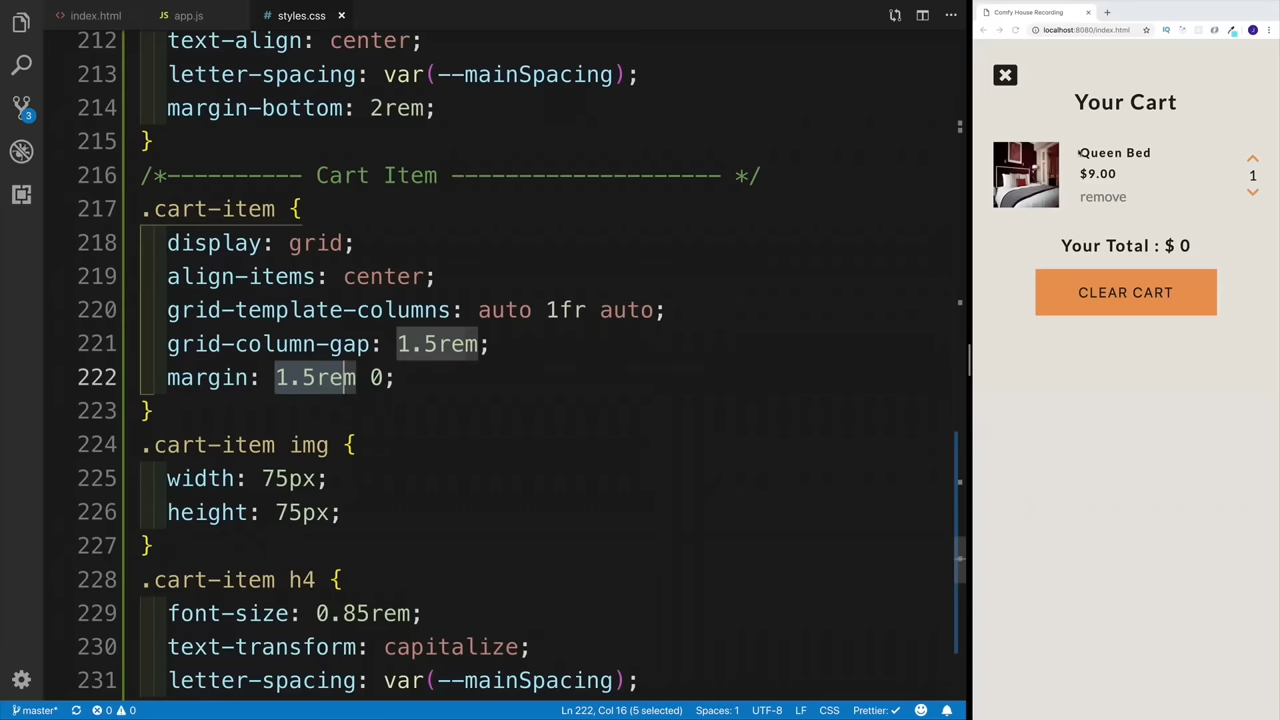 <> index.html
JS app.js
# styles.css ×
212 text-align: center;
213 letter-spacing: var(--mainSpacing);
214 margin-bottom: 2rem;
215 }
216 /*---------- Cart Item -------------------- */
217 .cart-item {
218 display: grid;
219 align-items: center;
220 grid-template-columns: auto 1fr auto;
221 grid-column-gap: 1.5rem;
222 margin: 1.5rem 0;
223 }
224 .cart-item img {
225 width: 75px;
226 height: 75px;
227 }
228 .cart-item h4 {
229 font-size: 0.85rem;
230 text-transform: capitalize;
231 letter-spacing: var(--mainSpacing);
3
master*
0 0
Ln 222, Col 16 (5 selected)
Spaces: 1
UTF-8
LF
CSS
Prettier: ✓
Comfy House Recording
localhost:8080/index.html
IQ
J
Your Cart
Queen Bed
$9.00
remove
1
Your Total : $ 0
CLEAR CART